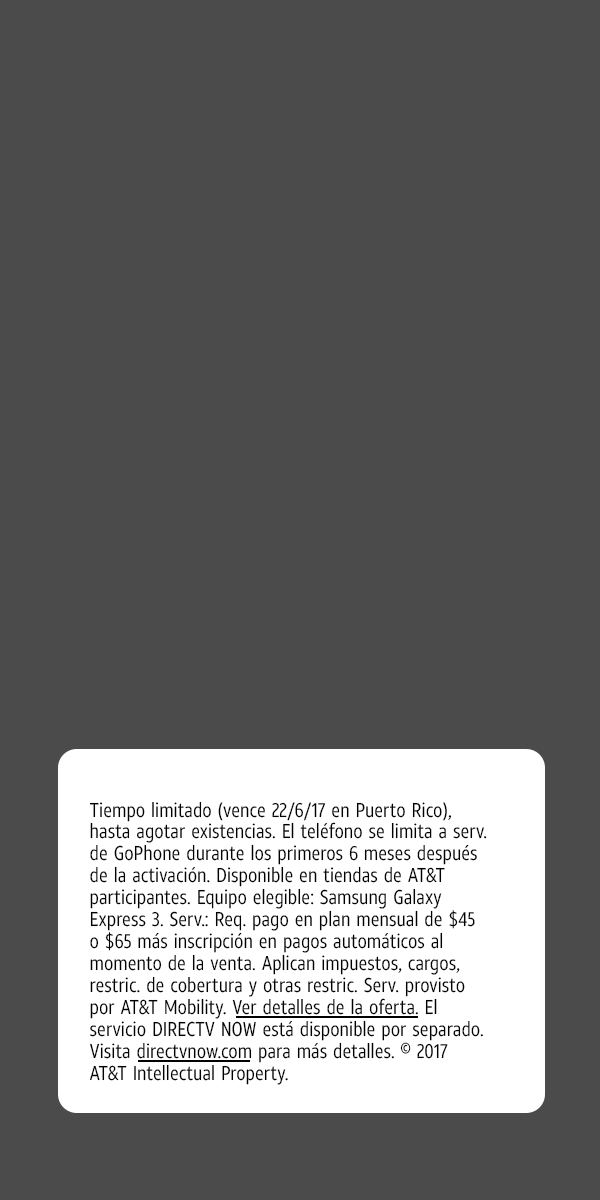 Tiempo limitado (vence 22/6/17 en Puerto Rico),
hasta agotar existencias. El teléfono se limita a serv.
de GoPhone durante los primeros 6 meses después
de la activación. Disponible en tiendas de AT&T
participantes. Equipo elegible: Samsung Galaxy
Express 3. Serv.: Req. pago en plan mensual de $45
o $65 más inscripción en pagos automáticos al
momento de la venta. Aplican impuestos, cargos,
restric. de cobertura y otras restric. Serv. provisto
por AT&T Mobility. Ver detalles de la oferta. El
servicio DIRECTV NOW está disponible por separado.
Visita directvnow.com para más detalles. © 2017
AT&T Intellectual Property.